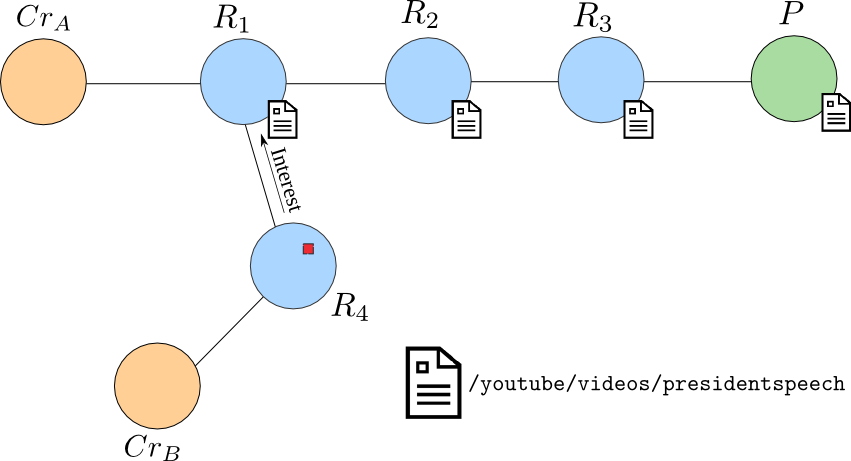 Cr_A
R_1
R_2
R_3
P
Interest
R_4
Cr_B
/youtube/videos/presidentspeech